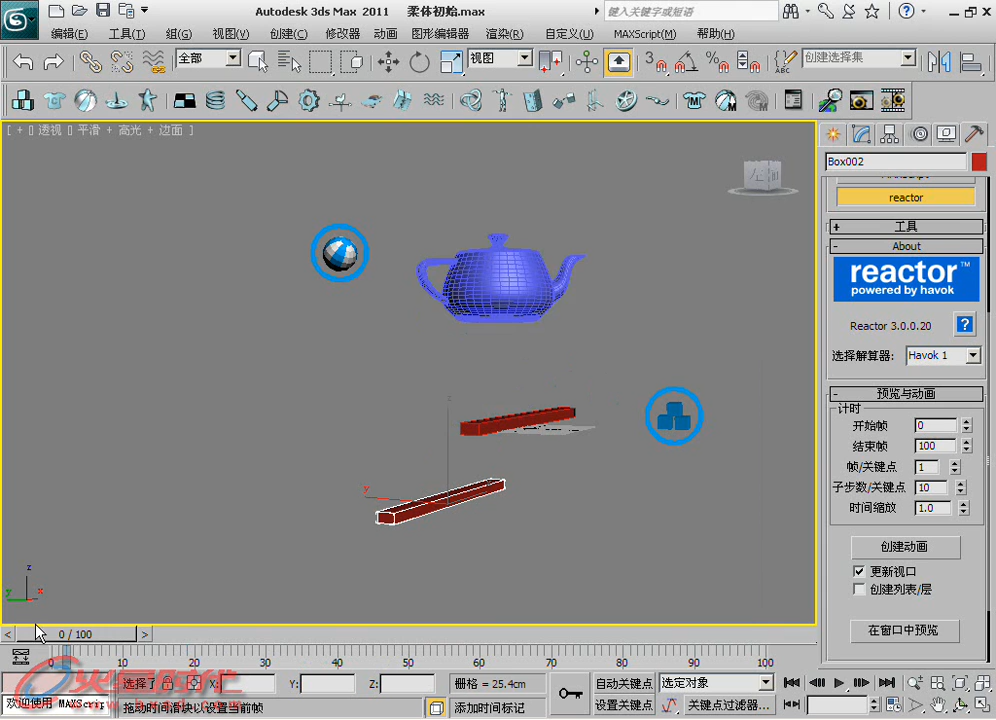 Autodesk 3ds Max 2011 柔体初始.max
键入关键字或短语
编辑(E) 工具(T) 组(G) 视图(V) 创建(C) 修改器 动画 图形编辑器 渲染(R) 自定义(U) MAXScript(M) 帮助(H)
全部
视图
3
创建选择集
[ + [] 透视 [] 平滑 + 高光 + 边面 ]
Box002
reactor
+ 工具
- About
reactor™
powered by havok
Reactor 3.0.0.20
?
选择解算器: Havok 1
- 预览与动画
计时
开始帧 0
结束帧 100
帧/关键点 1
子步数/关键点 10
时间缩放 1.0
创建动画
更新视口
创建列表/层
在窗口中预览
y
z
y x
< 0 / 100 >
0 10 20 30 40 50 60 70 80 90 100
选择了 X: Y: Z: 栅格 = 25.4cm 自动关键点 选定对象
欢迎使用 MAXScrip 拖动时间滑块以设置当前帧 添加时间标记 设置关键点 关键点过滤器...
火星时代